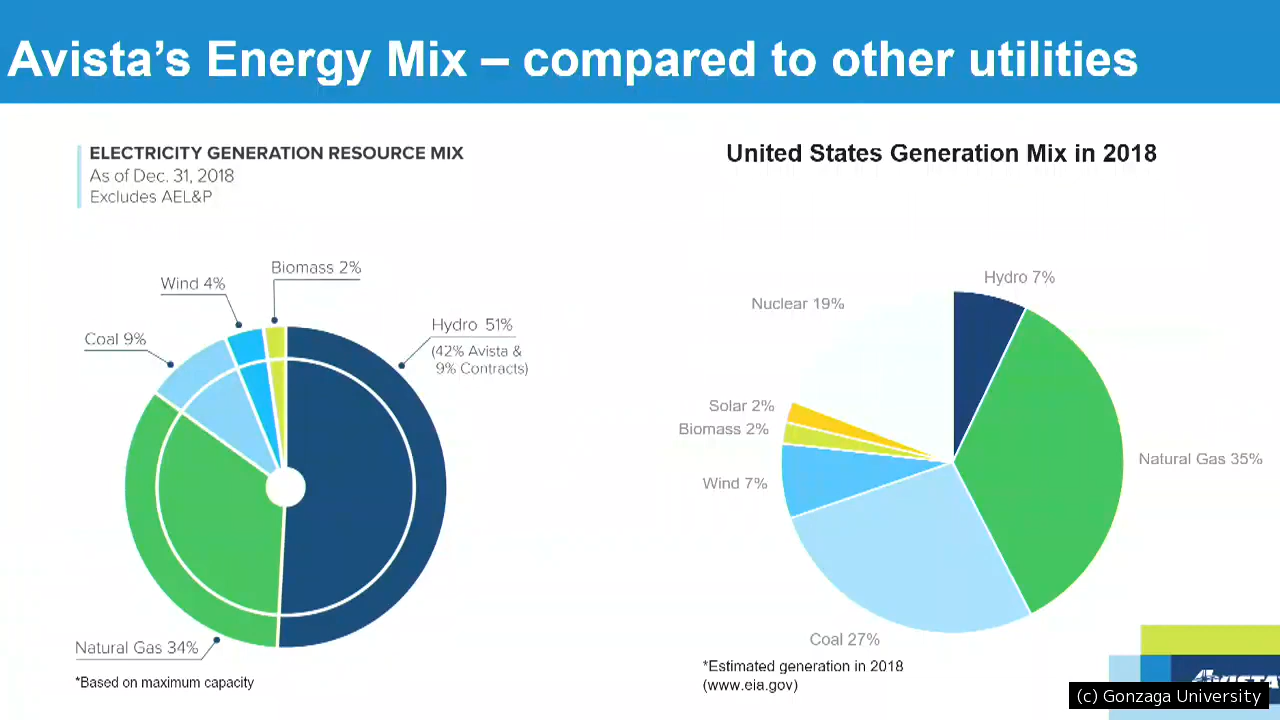 Avista's Energy Mix – compared to other utilities
ELECTRICITY GENERATION RESOURCE MIX
As of Dec. 31, 2018
Excludes AEL&P
Biomass 2%
Wind 4%
Hydro 51%
(42% Avista &
9% Contracts)
Coal 9%
Natural Gas 34%
*Based on maximum capacity
United States Generation Mix in 2018
Hydro 7%
Nuclear 19%
Solar 2%
Biomass 2%
Natural Gas 35%
Wind 7%
Coal 27%
*Estimated generation in 2018
(www.eia.gov)
AVISTA
(c) Gonzaga University